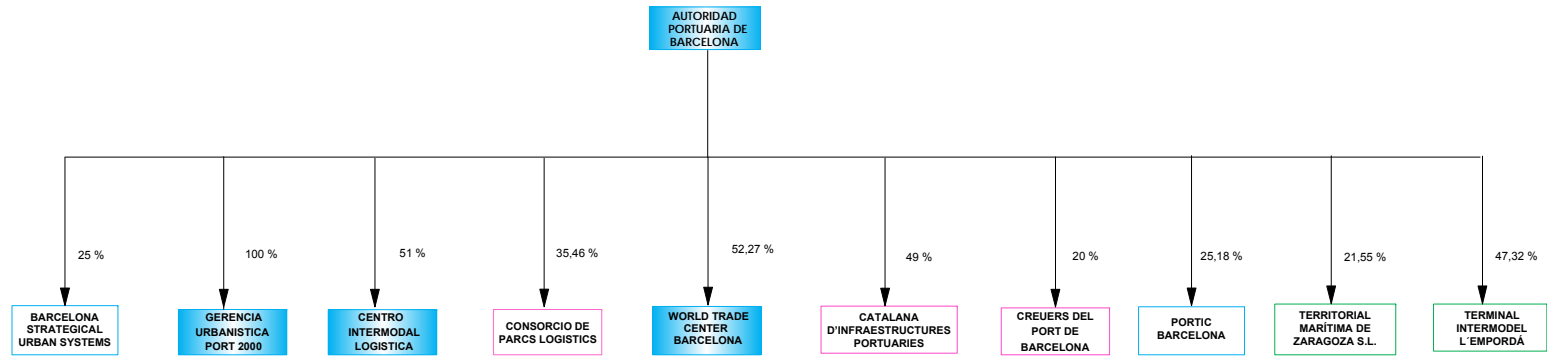 AUTORIDAD
PORTUARIA DE
BARCELONA
25 %
100 %
51 %
35,46 %
52,27 %
49 %
20 %
25,18 %
21,55 %
47,32 %
BARCELONA
STRATEGICAL
URBAN SYSTEMS
GERENCIA
URBANISTICA
PORT 2000
CENTRO
INTERMODAL
LOGISTICA
CONSORCIO DE
PARCS LOGISTICS
WORLD TRADE
CENTER
BARCELONA
CATALANA
D'INFRAESTRUCTURES
PORTUARIES
CREUERS DEL
PORT DE
BARCELONA
PORTIC
BARCELONA
TERRITORIAL
MARÍTIMA DE
ZARAGOZA S.L.
TERMINAL
INTERMODEL
L´EMPORDÁ